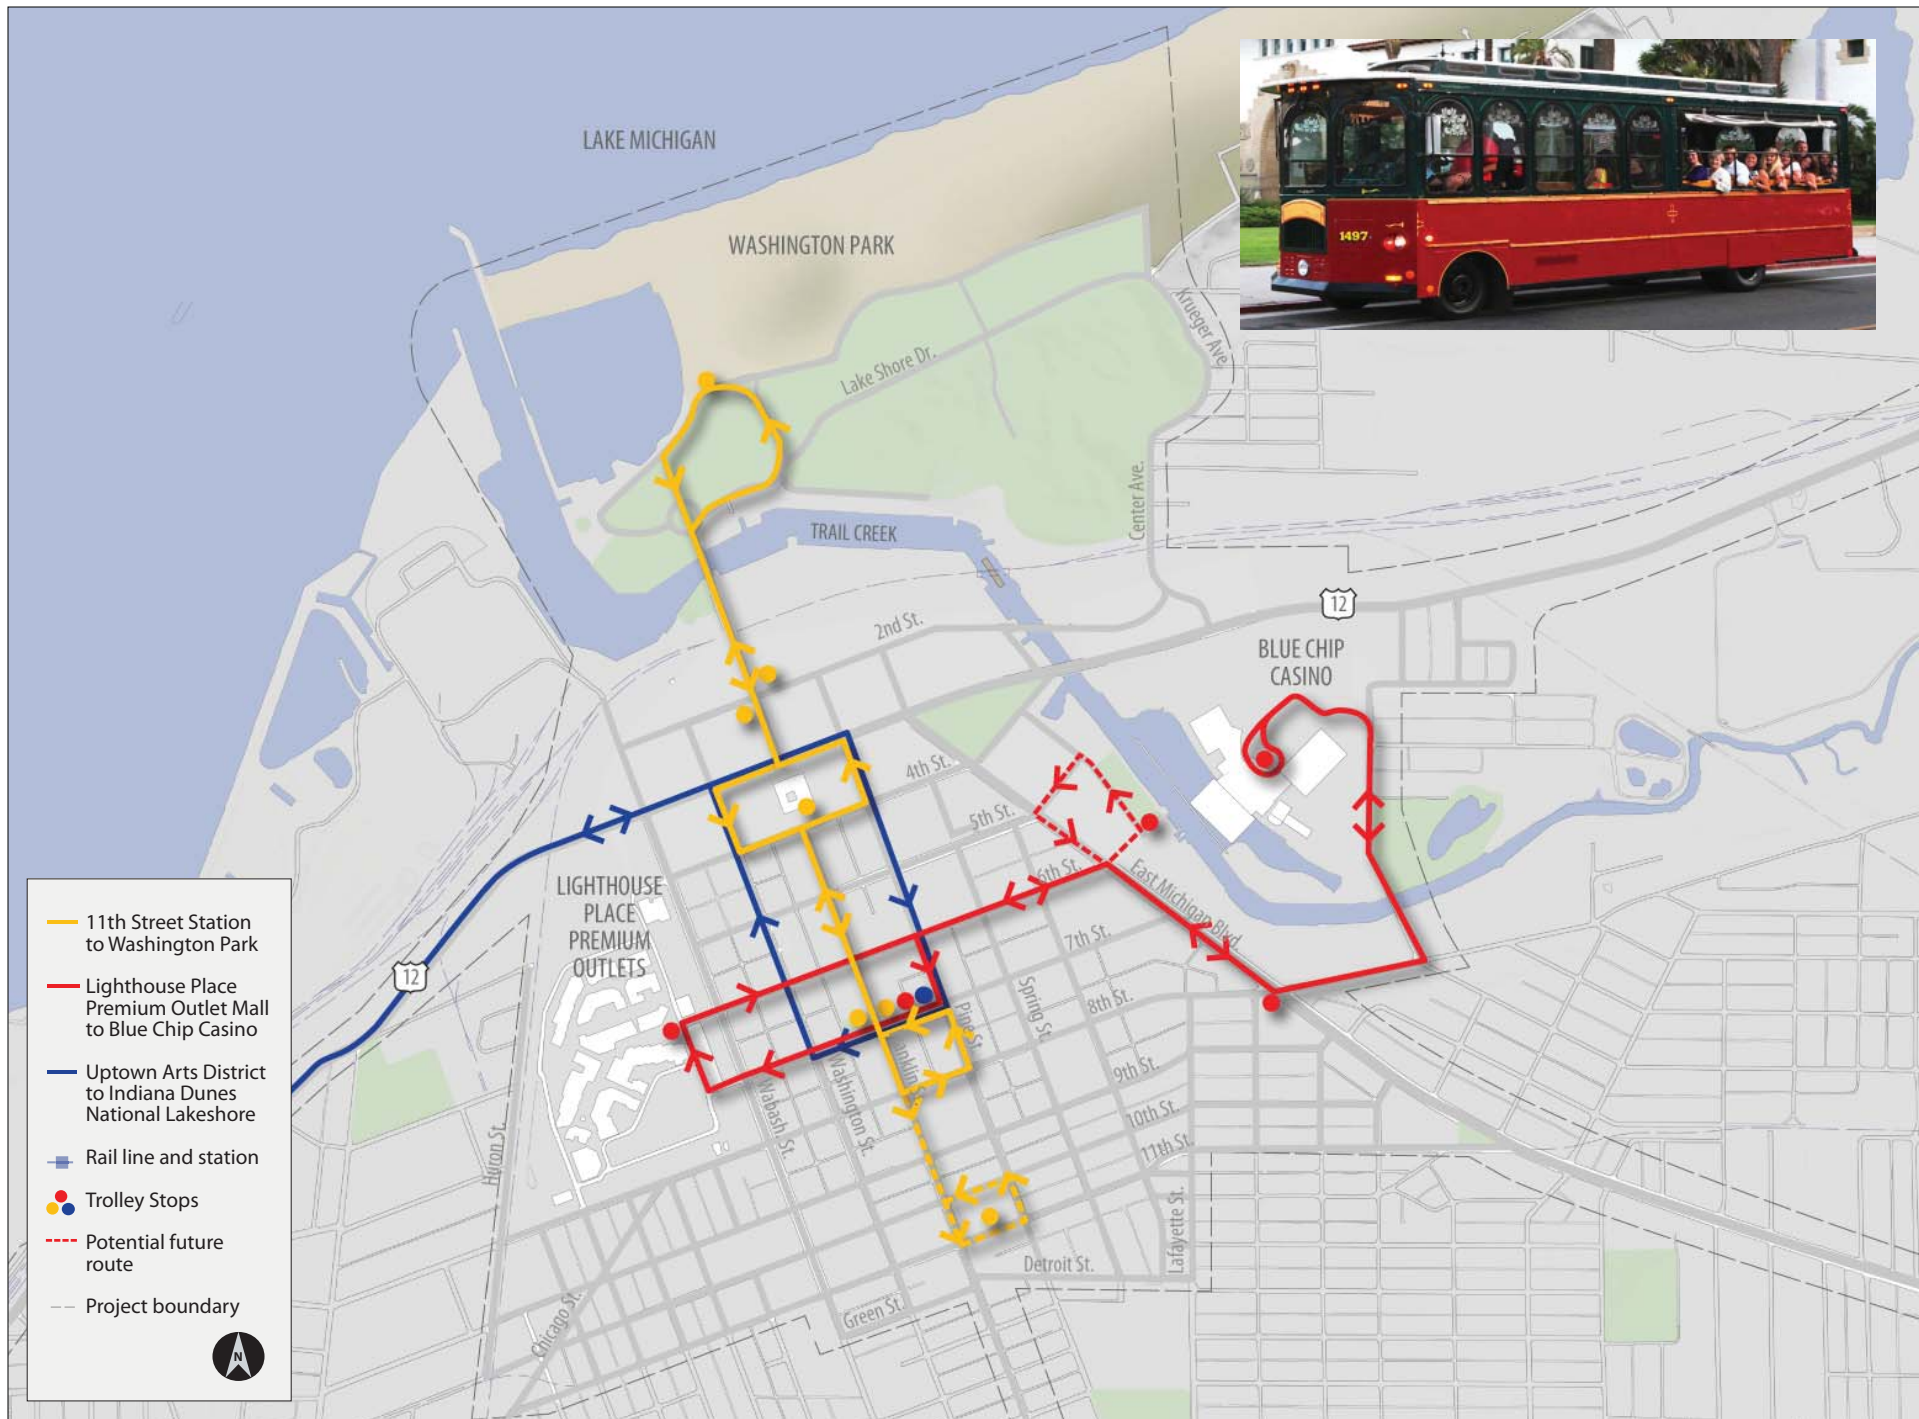 LAKE MICHIGAN
WASHINGTON PARK
1497
Krueger Ave.
Lake Shore Dr.
Center Ave.
TRAIL CREEK
12
2nd St.
BLUE CHIP
CASINO
4th St.
5th St.
6th St.
East Michigan Blvd.
LIGHTHOUSE
PLACE
PREMIUM
OUTLETS
12
7th St.
8th St.
Spring St.
Pine St.
9th St.
10th St.
11th St.
Washington St.
Wabash. St.
Huron St.
Lafayette St.
Detroit St.
Green St.
Chicago St.
11th Street Station
to Washington Park
Lighthouse Place
Premium Outlet Mall
to Blue Chip Casino
Uptown Arts District
to Indiana Dunes
National Lakeshore
Rail line and station
Trolley Stops
Potential future
route
Project boundary
N